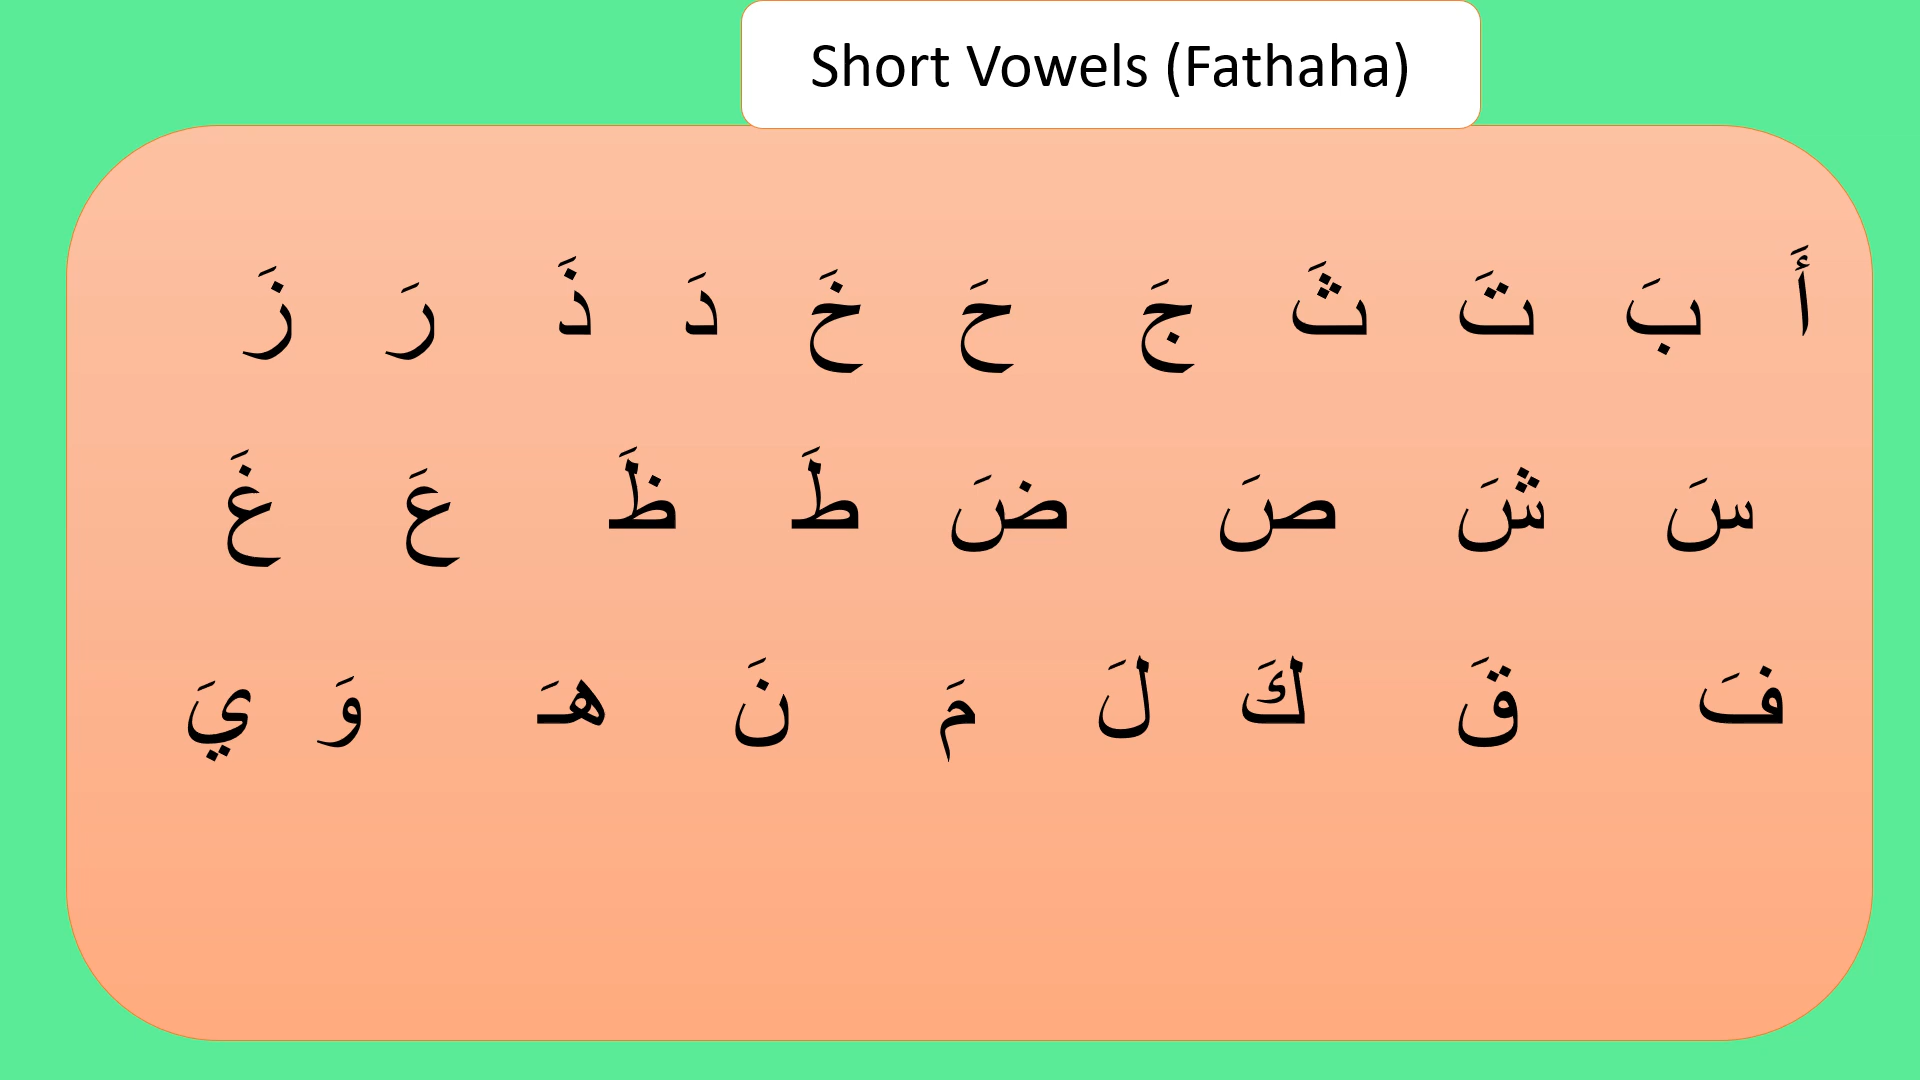 Short Vowels (Fathaha)
أَ بَ تَ ثَ جَ حَ خَ دَ ذَ رَ زَ
سَ شَ صَ ضَ طَ ظَ عَ غَ
فَ قَ كَ لَ مَ نَ هَـ وَ يَ